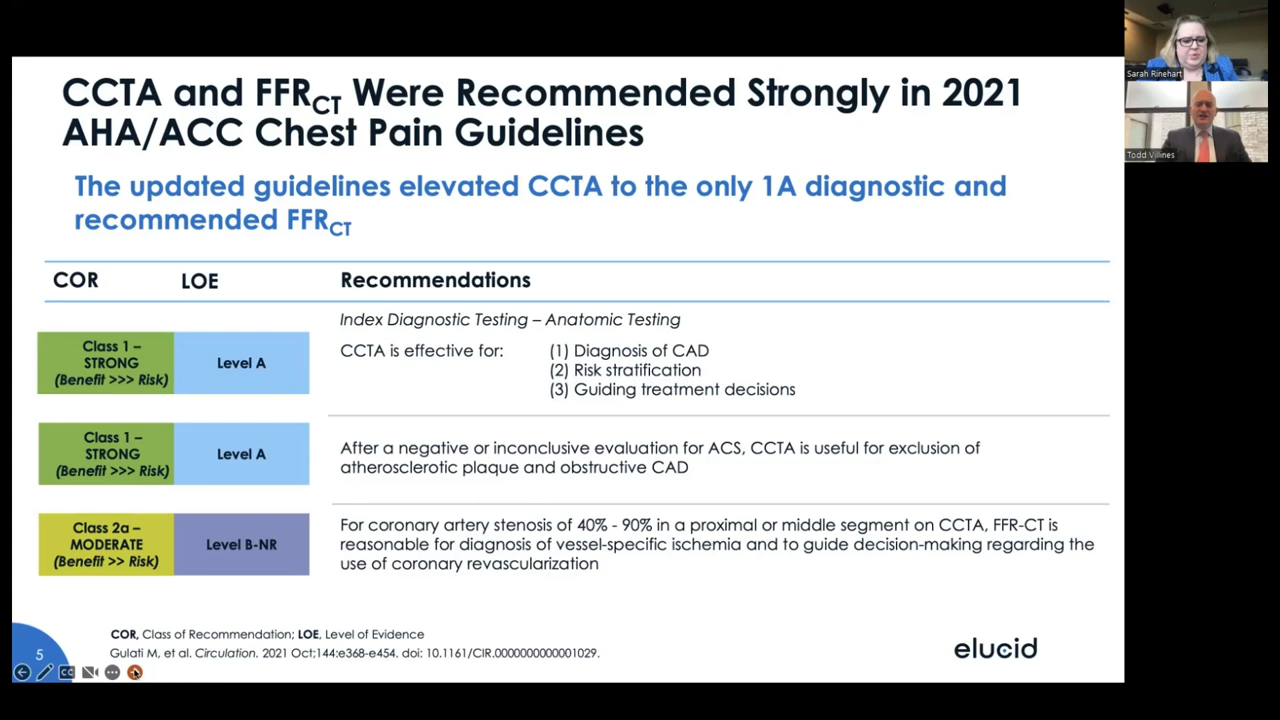 CCTA and FFRCT Were Recommended Strongly in 2021
AHA/ACC Chest Pain Guidelines
The updated guidelines elevated CCTA to the only 1A diagnostic and
recommended FFRCT
COR LOE Recommendations
Index Diagnostic Testing – Anatomic Testing
Class 1 –
STRONG
(Benefit >>> Risk)
Level A
CCTA is effective for: (1) Diagnosis of CAD
(2) Risk stratification
(3) Guiding treatment decisions
Class 1 –
STRONG
(Benefit >>> Risk)
Level A
After a negative or inconclusive evaluation for ACS, CCTA is useful for exclusion of
atherosclerotic plaque and obstructive CAD
Class 2a –
MODERATE
(Benefit >> Risk)
Level B-NR
For coronary artery stenosis of 40% - 90% in a proximal or middle segment on CCTA, FFR-CT is
reasonable for diagnosis of vessel-specific ischemia and to guide decision-making regarding the
use of coronary revascularization
COR, Class of Recommendation; LOE, Level of Evidence
Gulati M, et al. Circulation. 2021 Oct;144:e368-e454. doi: 10.1161/CIR.0000000000001029.
5
CC
elucid
Sarah Rinehart
Todd Villines